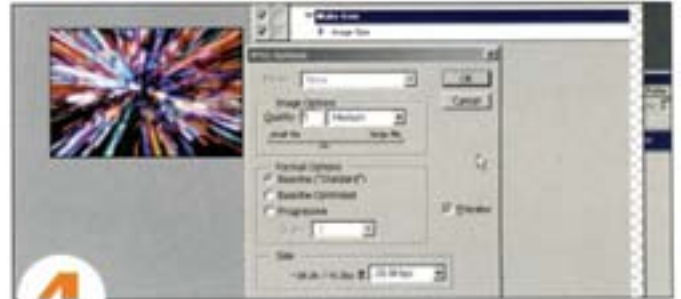 Make Icon
Image Size
JPEG Options
None
OK
Image Options
Cancel
Quality: Medium
small file large file
Format Options
Baseline ("Standard")
Baseline Optimized
Progressive
Preview
Size
4